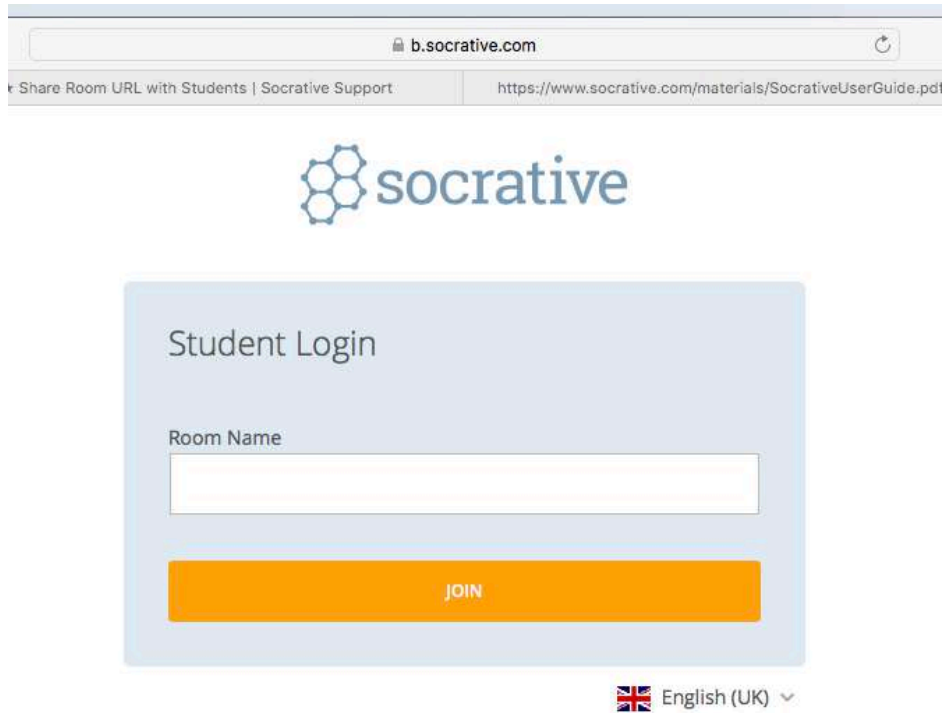 b.socrative.com
Share Room URL with Students | Socrative Support
https://www.socrative.com/materials/SocrativeUserGuide.pdf
socrative
Student Login
Room Name
JOIN
English (UK)